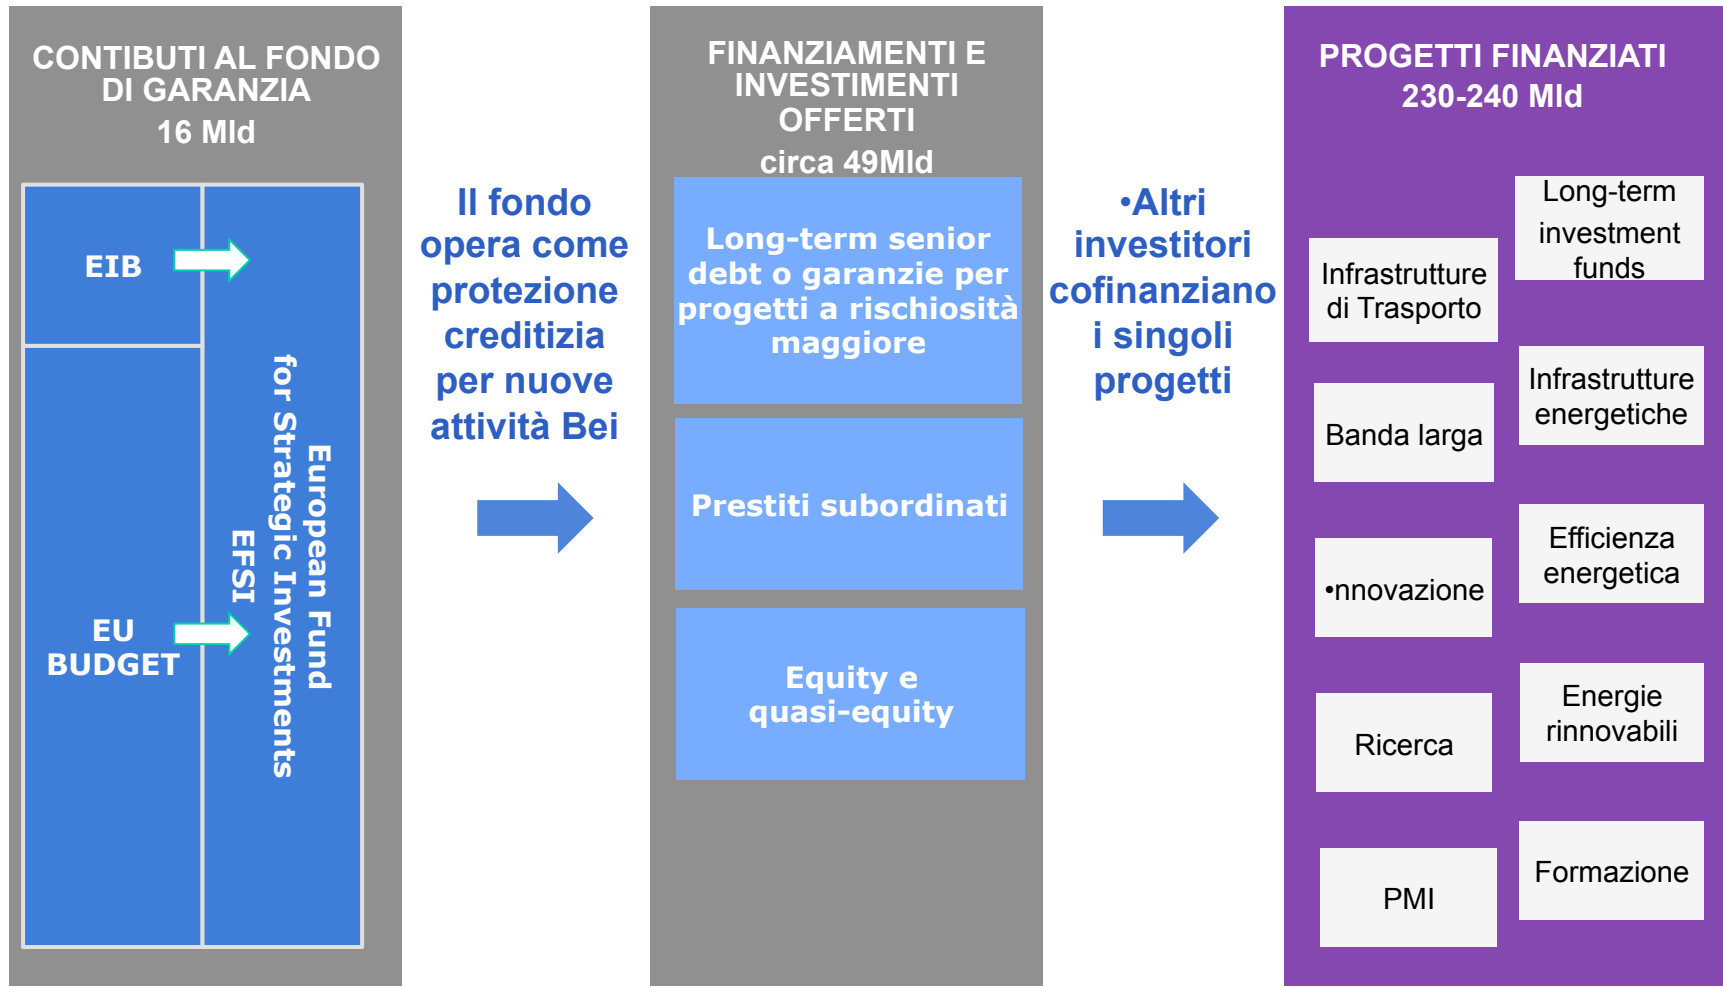 CONTIBUTI AL FONDO
DI GARANZIA
16 Mld
EIB
EU
BUDGET
European Fund
for Strategic Investments
EFSI
Il fondo
opera come
protezione
creditizia
per nuove
attività Bei
FINANZIAMENTI E
INVESTIMENTI
OFFERTI
circa 49Mld
Long-term senior
debt o garanzie per
progetti a rischiosità
maggiore
Prestiti subordinati
Equity e
quasi-equity
•Altri
investitori
cofinanziano
i singoli
progetti
PROGETTI FINANZIATI
230-240 Mld
Long-term
investment
funds
Infrastrutture
di Trasporto
Infrastrutture
energetiche
Banda larga
Efficienza
energetica
•nnovazione
Energie
rinnovabili
Ricerca
Formazione
PMI